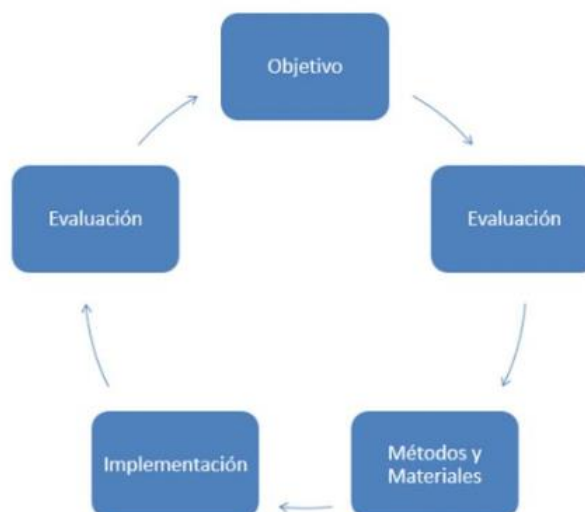 Objetivo
Evaluación
Métodos y
Materiales
Implementación
Evaluación